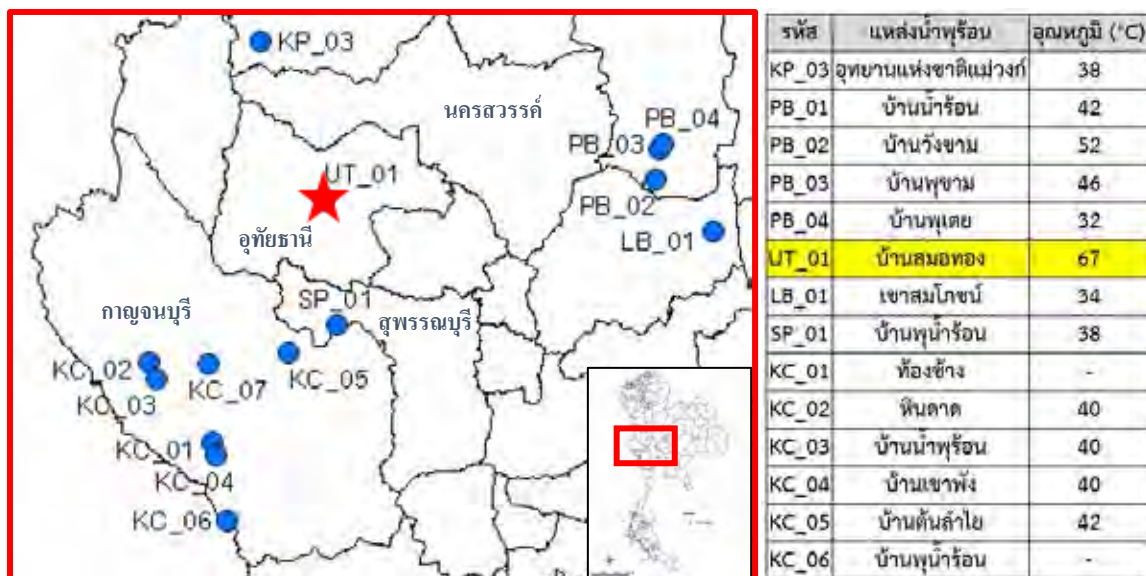 KP_03
นครสวรรค์
PB_04
PB_03
UT_01
PB_02
LB_01
อุทัยธานี
SP_01
กาญจนบุรี
สุพรรณบุรี
KC_02
KC_05
KC_07
KC_03
KC_01
KC_04
KC_06
รหัส แหล่งน้ำพุร้อน อุณหภูมิ (°C)
KP_03 อุทยานแห่งชาติแม่วงก์ 38
PB_01 บ้านน้ำร้อน 42
PB_02 บ้านวังขาม 52
PB_03 บ้านพุขาม 46
PB_04 บ้านพุเตย 32
UT_01 บ้านสมอทอง 67
LB_01 เขาสมโภชน์ 34
SP_01 บ้านพุน้ำร้อน 38
KC_01 ท้องช้าง -
KC_02 หินดาด 40
KC_03 บ้านน้ำพุร้อน 40
KC_04 บ้านเขาพัง 40
KC_05 บ้านต้นลำไย 42
KC_06 บ้านพุน้ำร้อน -